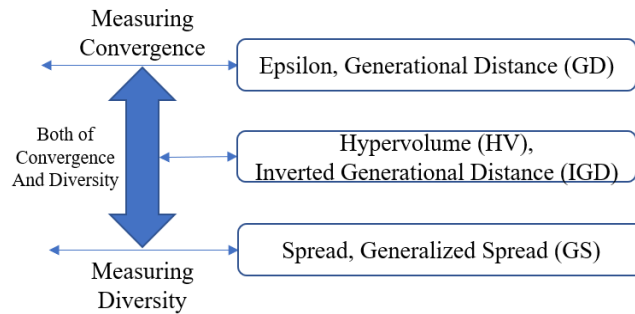 Measuring
Convergence
Epsilon, Generational Distance (GD)
Both of
Convergence
And Diversity
Hypervolume (HV),
Inverted Generational Distance (IGD)
Spread, Generalized Spread (GS)
Measuring
Diversity